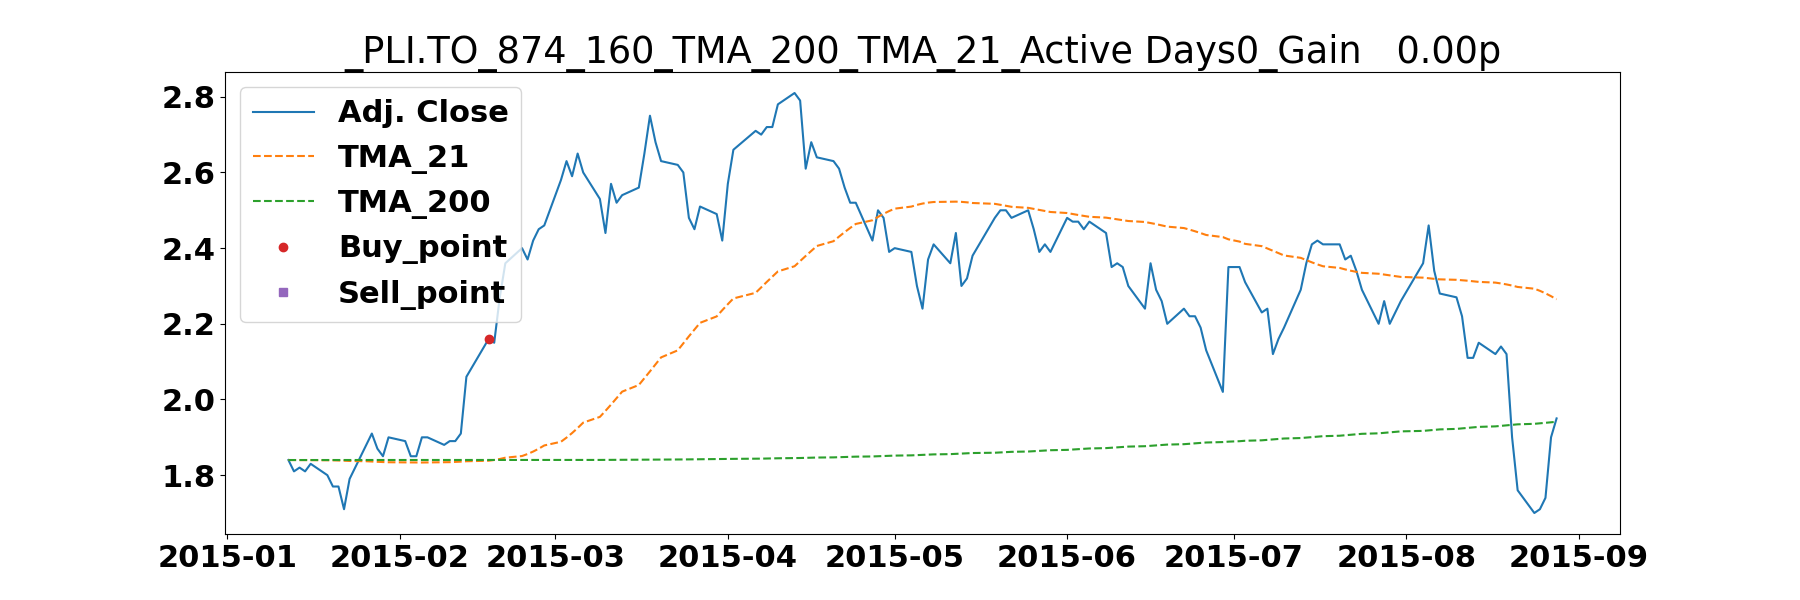 _PLI.TO_874_160_TMA_200_TMA_21_Active Days0_Gain   0.00p
2.8
2.6
2.4
2.2
2.0
1.8
Adj. Close
TMA_21
TMA_200
Buy_point
Sell_point
2015-01 2015-02 2015-03 2015-04 2015-05 2015-06 2015-07 2015-08 2015-09